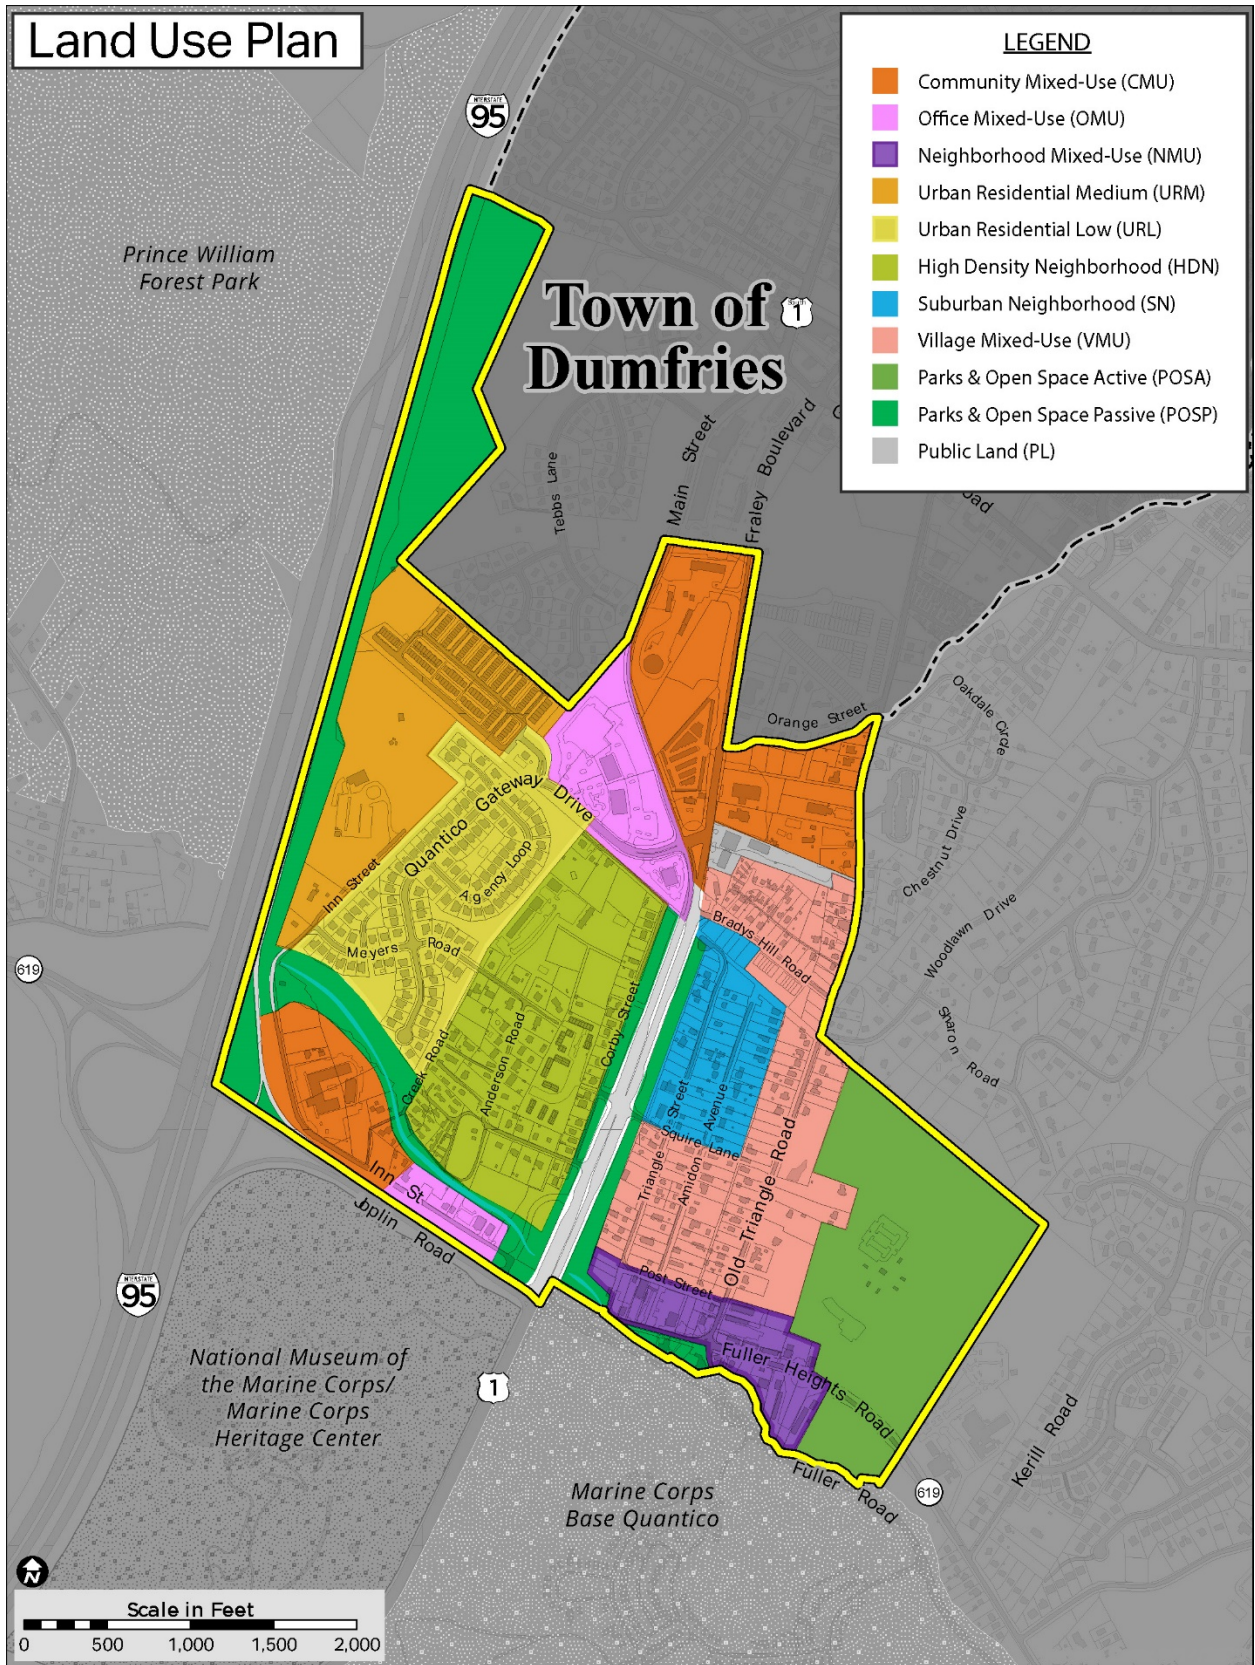 Land Use Plan
LEGEND
Community Mixed-Use (CMU)
Office Mixed-Use (OMU)
Neighborhood Mixed-Use (NMU)
Urban Residential Medium (URM)
Urban Residential Low (URL)
High Density Neighborhood (HDN)
Suburban Neighborhood (SN)
Village Mixed-Use (VMU)
Parks & Open Space Active (POSA)
Parks & Open Space Passive (POSP)
Public Land (PL)
INTERSTATE
95
Prince William
Forest Park
Town of
Dumfries
1
Main Street
Fraley Boulevard
Tebbs Lane
oad
Orange Street
Oakdale Circle
Chestnut Drive
Woodlawn Drive
Sharon Road
Quantico Gateway Drive
Agency Loop
Inn Street
Meyers Road
Bradys Hill Road
619
Creek Road
Anderson Road
Corby Street
Triangle Street
Amidon Avenue
Squire Lane
Old Triangle Road
Inn St
Joplin Road
Post Street
Fuller Heights Road
INTERSTATE
95
National Museum of
the Marine Corps/
Marine Corps
Heritage Center
1
Marine Corps
Base Quantico
Fuller Road
619
Kerill Road
N
Scale in Feet
0 500 1,000 1,500 2,000